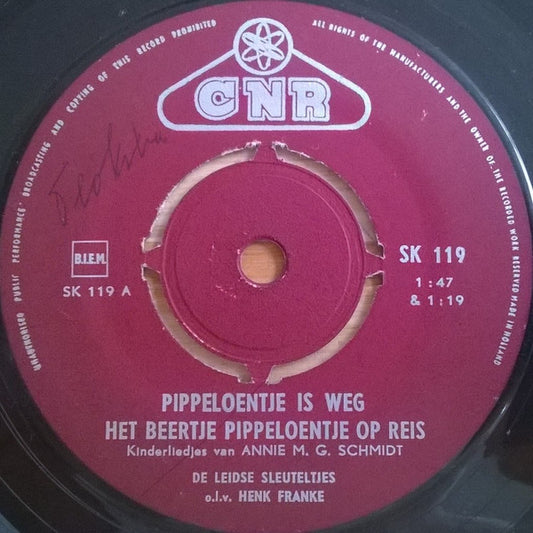 UNAUTHORISED PUBLIC PERFORMANCE BROADCASTING AND COPYING OF THIS RECORD PROHIBITED
ALL RIGHTS OF THE MANUFACTURERS AND THE OWNER OF THE RECORDED WORK RESERVED MADE IN HOLLAND
CNR
B.I.E.M.
SK 119 A
SK 119
1:47
& 1:19
PIPPELOENTJE IS WEG
HET BEERTJE PIPPELOENTJE OP REIS
Kinderliedjes van ANNIE M. G. SCHMIDT
DE LEIDSE SLEUTELTJES
o.l.v. HENK FRANKE